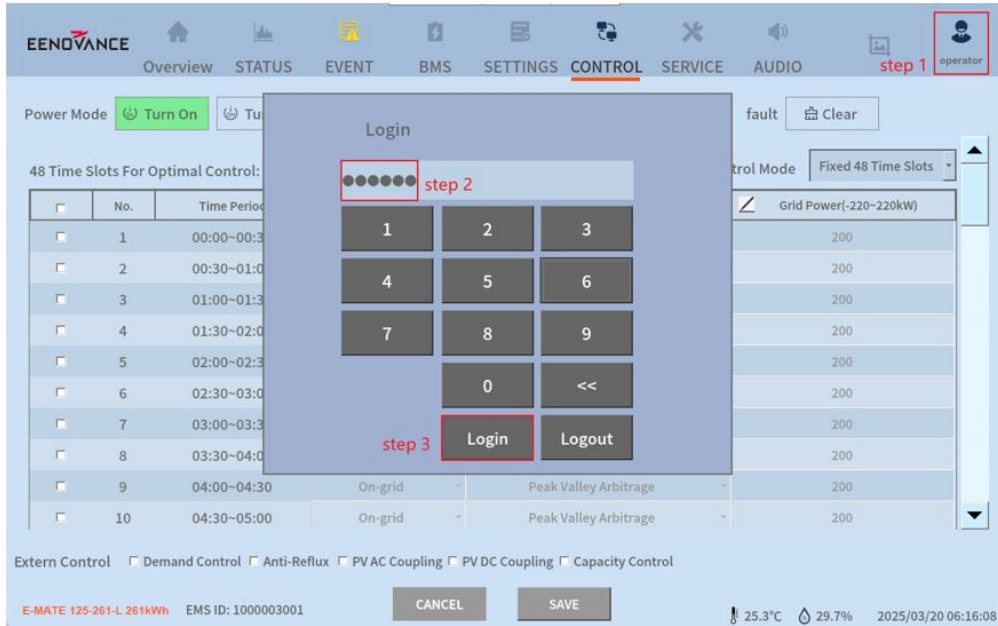 EENOVANCE
Overview STATUS EVENT BMS SETTINGS CONTROL SERVICE AUDIO step 1 operator
Power Mode Turn On Tu fault Clear
Login
48 Time Slots For Optimal Control: trol Mode Fixed 48 Time Slots
●●●●●● step 2
No. Time Perio Grid Power(-220~220kW)
1 2 3
1 00:00~00:3 200
2 00:30~01:0 200
4 5 6
3 01:00~01:3 200
4 01:30~02:0 200
7 8 9
5 02:00~02:3 200
6 02:30~03:0 200
0 <<
7 03:00~03:3 200
step 3 Login Logout
8 03:30~04:0 200
9 04:00~04:30 On-grid Peak Valley Arbitrage 200
10 04:30~05:00 On-grid Peak Valley Arbitrage 200
Extern Control Demand Control Anti-Reflux PV AC Coupling PV DC Coupling Capacity Control
E-MATE 125-261-L 261kWh EMS ID: 1000003001 CANCEL SAVE 25.3°C 29.7% 2025/03/20 06:16:08